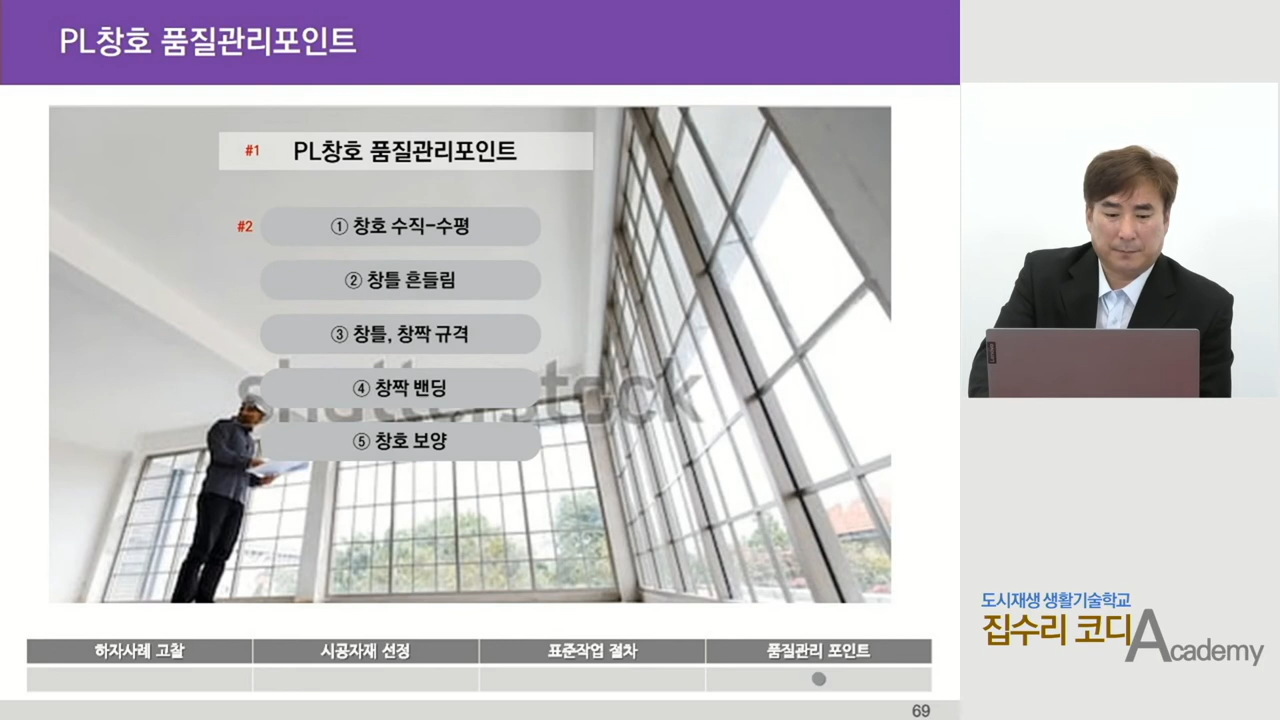 PL창호 품질관리포인트
#1 PL창호 품질관리포인트
#2 ① 창호 수직-수평
② 창틀 흔들림
③ 창틀, 창짝 규격
shutterstock
④ 창짝 밴딩
⑤ 창호 보양
도시재생 생활기술학교
집수리 코디Academy
하자사례 고찰 시공자재 선정 표준작업 절차 품질관리 포인트
69
Lenovo